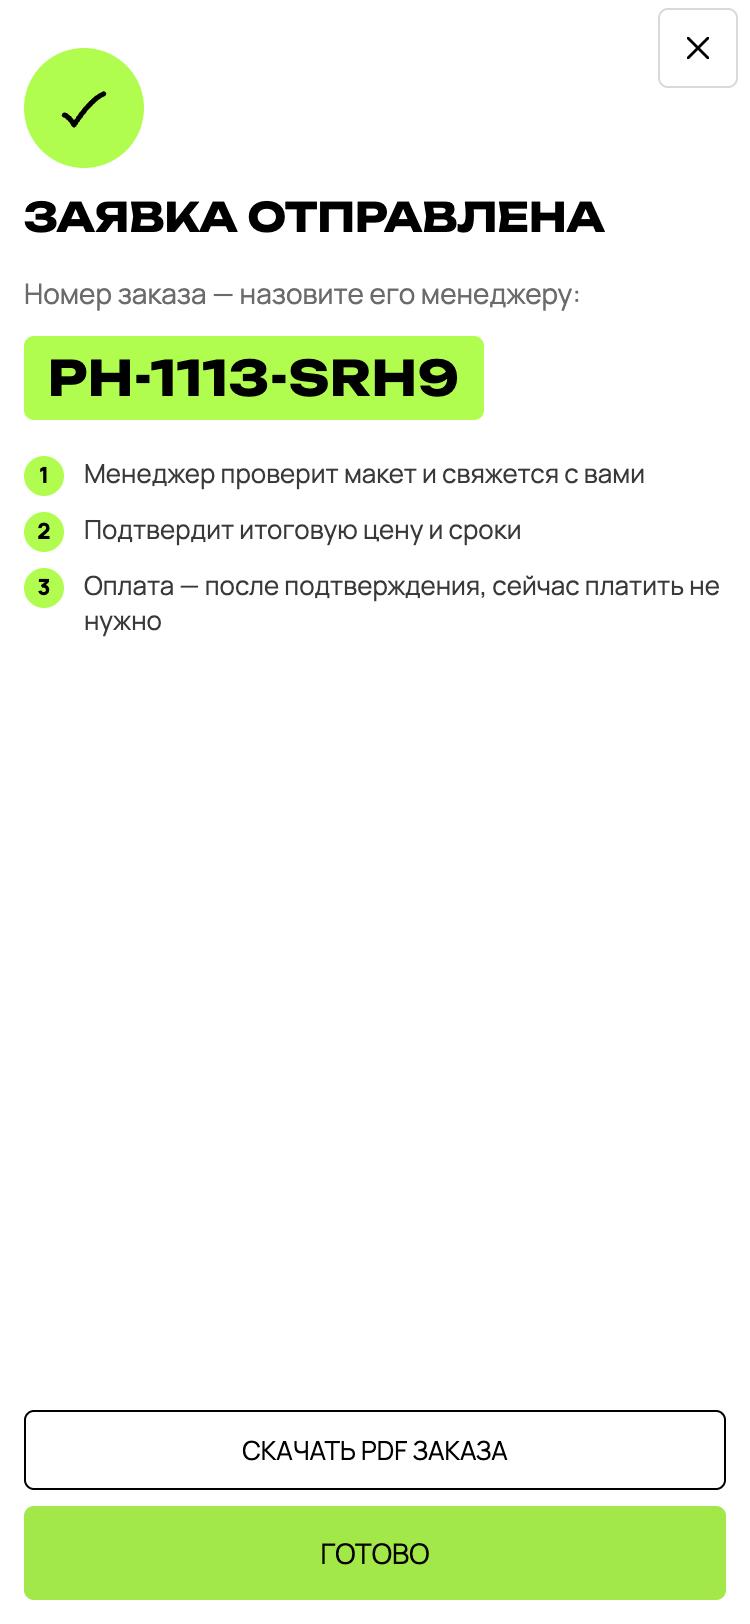 ЗАЯВКА ОТПРАВЛЕНА
Номер заказа — назовите его менеджеру:
PH-1113-SRH9
1 Менеджер проверит макет и свяжется с вами
2 Подтвердит итоговую цену и сроки
3 Оплата — после подтверждения, сейчас платить не
нужно
СКАЧАТЬ PDF ЗАКАЗА
ГОТОВО